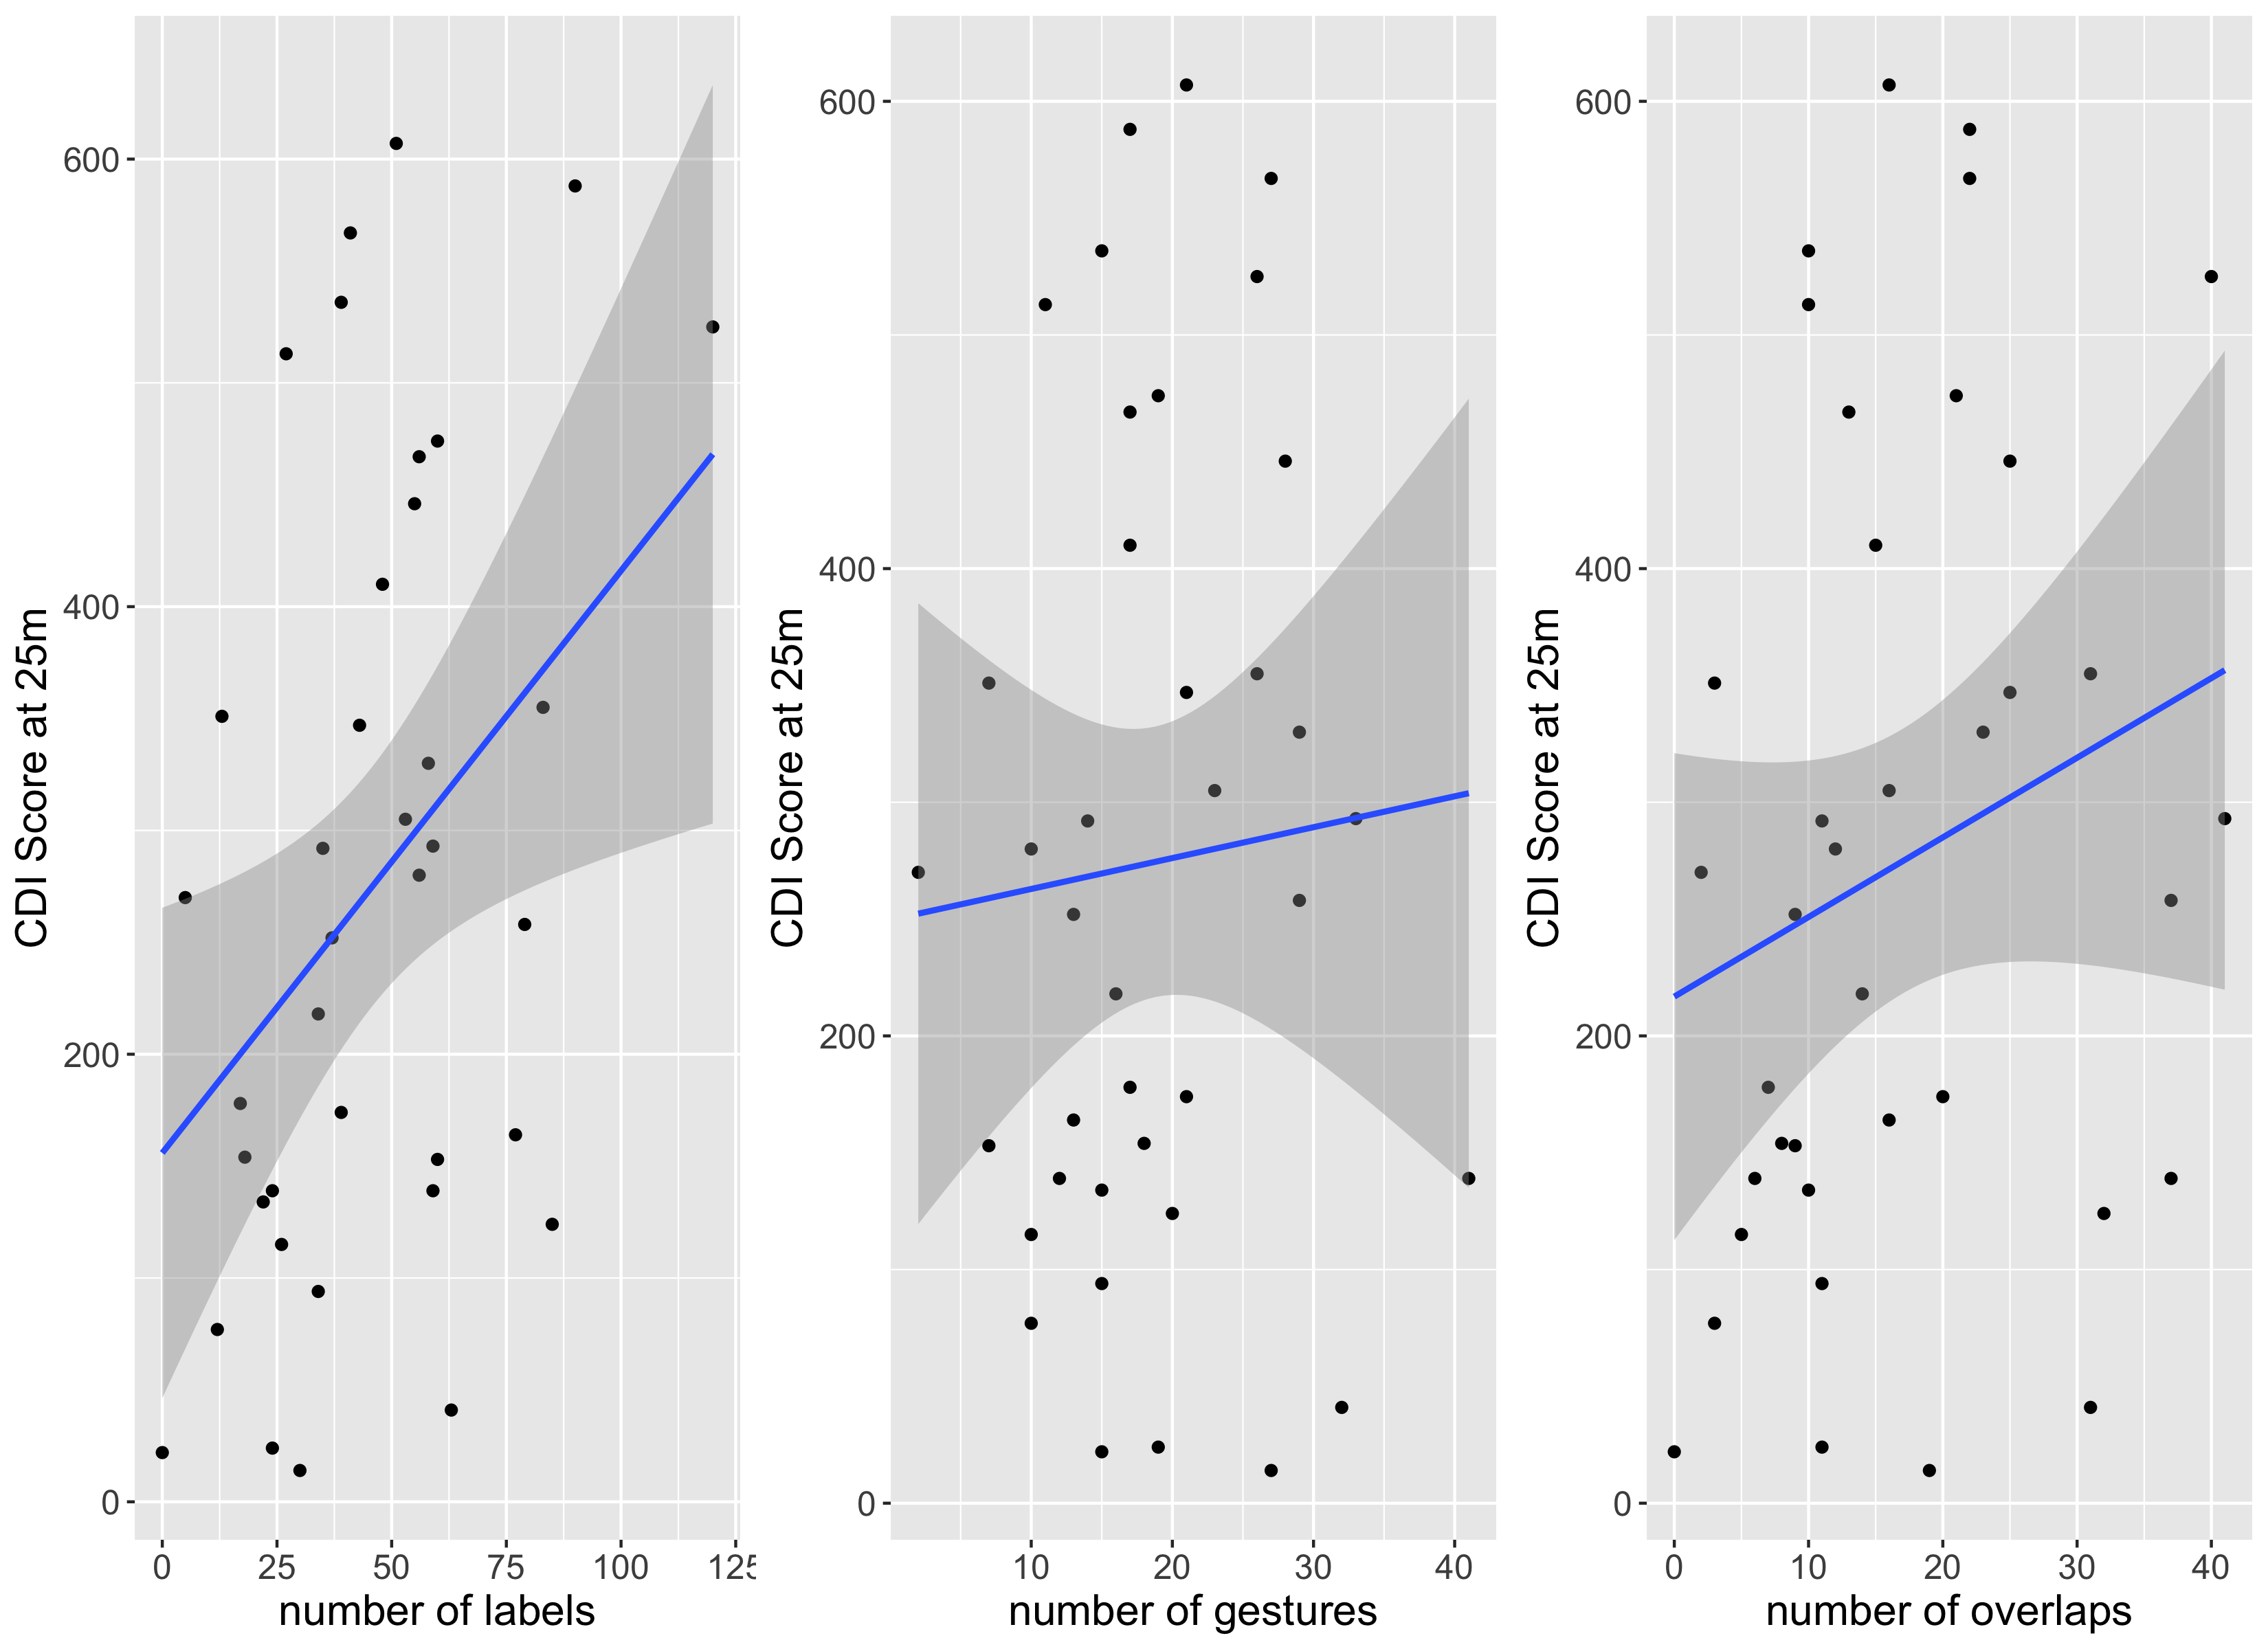 CDI Score at 25m
600
400
200
0
0 25 50 75 100 125
number of labels
CDI Score at 25m
600
400
200
0
10 20 30 40
number of gestures
CDI Score at 25m
600
400
200
0
0 10 20 30 40
number of overlaps